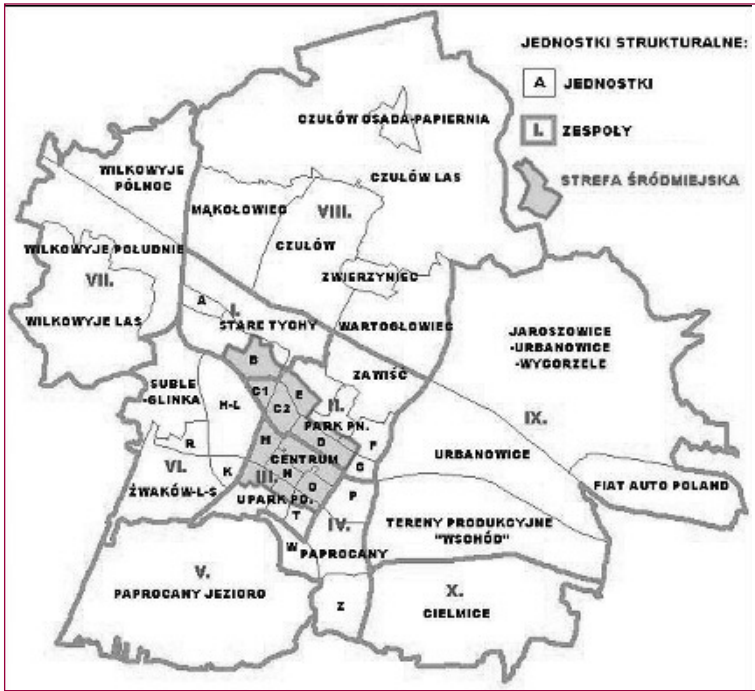 JEDNOSTKI STRUKTURALNE:
A JEDNOSTKI
I. ZESPOŁY
STREFA ŚRÓDMIEJSKA
CZUŁÓW OSADA-PAPIERNIA
WILKOWYJE
PÓŁNOC
CZUŁÓW LAS
MĄKOŁOWIEC
VIII.
CZUŁÓW
WILKOWYJE POŁUDNIE
VII.
ZWIERZYNIEC
A
I.
WILKOWYJE LAS
STARE TYCHY
WARTOGŁOWIEC
JAROSZOWICE
-URBANOWICE
-WYGORZELE
B
ZAWIŚĆ
SUBLE
-GLINKA
H-Ł
C1
E
C2
II.
IX.
PARK PN.
R
M
D
F
CENTRUM
URBANOWICE
VI.
K
III.
N
G
ŻWAKÓW-L-S
O
P
FIAT AUTO POLAND
U
PARK PD.
T
IV.
TERENY PRODUKCYJNE
"WSCHÓD"
W
PAPROCANY
V.
PAPROCANY JEZIORO
X.
CIELMICE
Z